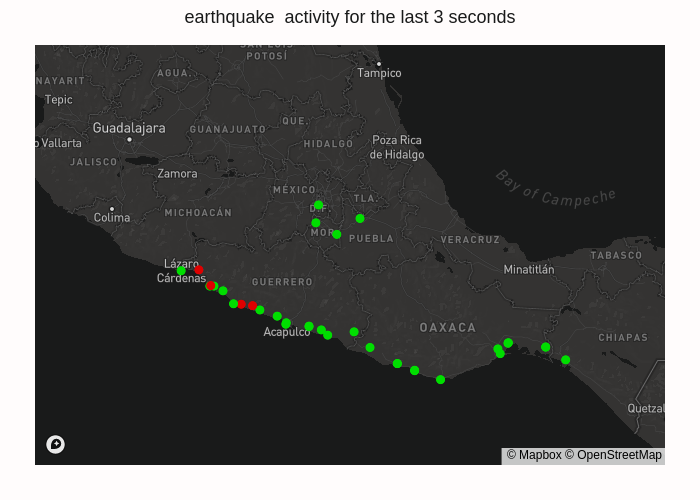 earthquake  activity for the last 3 seconds
SAN LUIS
POTOSÍ
Tampico
NAYARIT
AGUA.
Tepic
QUE.
Guadalajara
GUANAJUATO
o Vallarta
HIDALGO
Poza Rica
de Hidalgo
JALISCO
Zamora
Bay of Campeche
MÉXICO
TLA.
D.F.
Colima
MICHOACÁN
MOR.
PUEBLA
VERACRUZ
TABASCO
Lázaro
Cárdenas
Minatitlán
GUERRERO
Acapulco
OAXACA
CHIAPAS
Quetzal
© Mapbox © OpenStreetMap